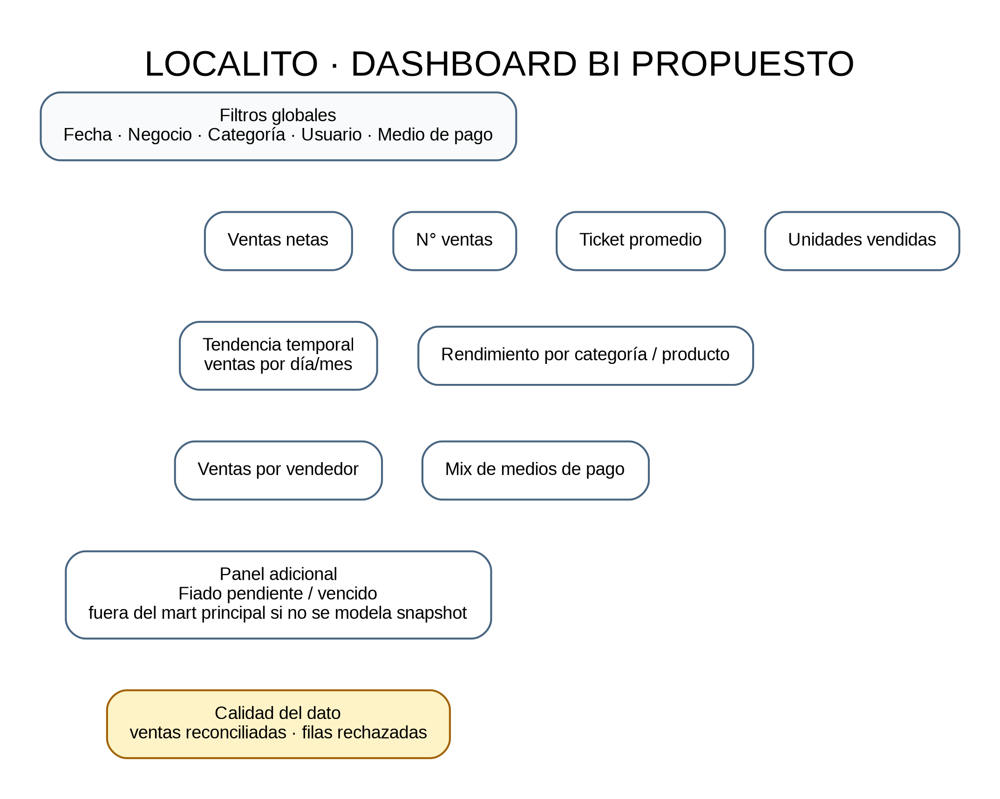 LOCALITO · DASHBOARD BI PROPUESTO
Filtros globales
Fecha · Negocio · Categoría · Usuario · Medio de pago
Ventas netas
N° ventas
Ticket promedio
Unidades vendidas
Tendencia temporal
ventas por día/mes
Rendimiento por categoría / producto
Ventas por vendedor
Mix de medios de pago
Panel adicional
Fiado pendiente / vencido
fuera del mart principal si no se modela snapshot
Calidad del dato
ventas reconciliadas · filas rechazadas